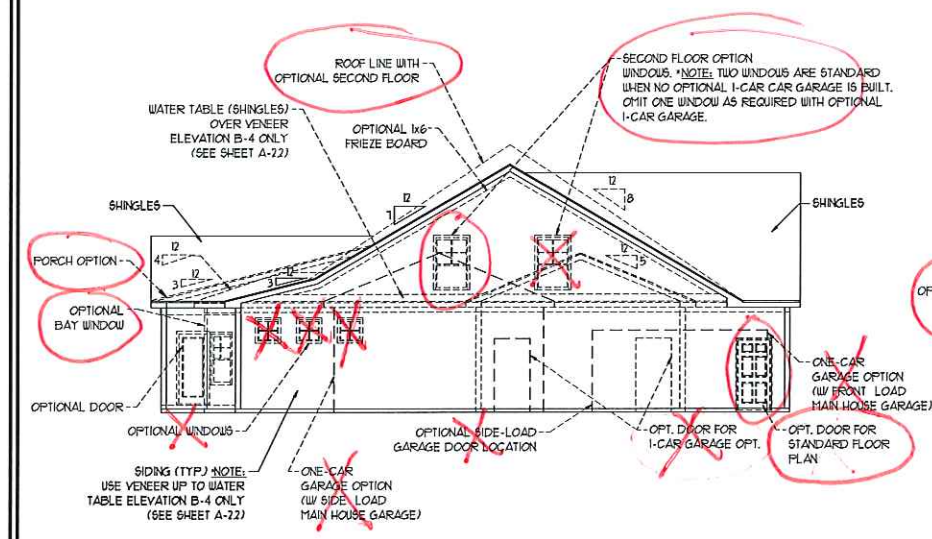 ROOF LINE WITH
OPTIONAL SECOND FLOOR
SECOND FLOOR OPTION
WINDOWS. *NOTE: TWO WINDOWS ARE STANDARD
WHEN NO OPTIONAL 1-CAR CAR GARAGE IS BUILT.
OMIT ONE WINDOW AS REQUIRED WITH OPTIONAL
1-CAR GARAGE.
WATER TABLE (SHINGLES)
OVER VENEER
ELEVATION B-4 ONLY
(SEE SHEET A-2.2)
OPTIONAL 1x6
FRIEZE BOARD
12
7
12
8
SHINGLES
SHINGLES
12
4
12
3
12
3
12
5
PORCH OPTION
OPTIONAL
BAY WINDOW
OPTIONAL DOOR
OPTIONAL WINDOWS
SIDING (TYP.) NOTE:
USE VENEER UP TO WATER
TABLE ELEVATION B-4 ONLY
(SEE SHEET A-2.2)
ONE-CAR
GARAGE OPTION
(W/ SIDE LOAD
MAIN HOUSE GARAGE)
OPTIONAL SIDE-LOAD
GARAGE DOOR LOCATION
OPT. DOOR FOR
1-CAR GARAGE OPT.
ONE-CAR
GARAGE OPTION
(W/ FRONT LOAD
MAIN HOUSE GARAGE)
OPT. DOOR FOR
STANDARD FLOOR
PLAN